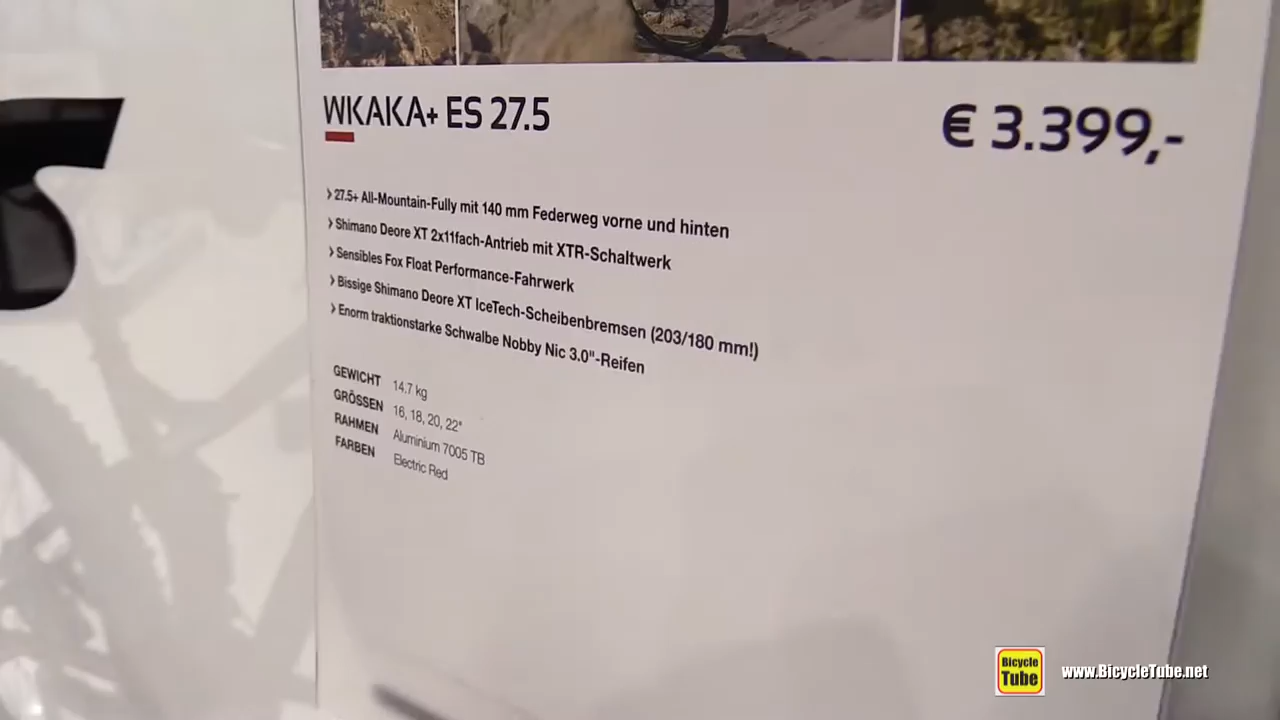 WKAKA+ ES 27.5
€ 3.399,-
› 27.5+ All-Mountain-Fully mit 140 mm Federweg vorne und hinten
› Shimano Deore XT 2x11fach-Antrieb mit XTR-Schaltwerk
› Sensibles Fox Float Performance-Fahrwerk
› Bissige Shimano Deore XT IceTech-Scheibenbremsen (203/180 mm!)
› Enorm traktionstarke Schwalbe Nobby Nic 3.0"-Reifen
GEWICHT 14.7 kg
GRÖSSEN 16, 18, 20, 22"
RAHMEN Aluminium 7005 TB
FARBEN Electric Red
Bicycle
Tube
www.BicycleTube.net